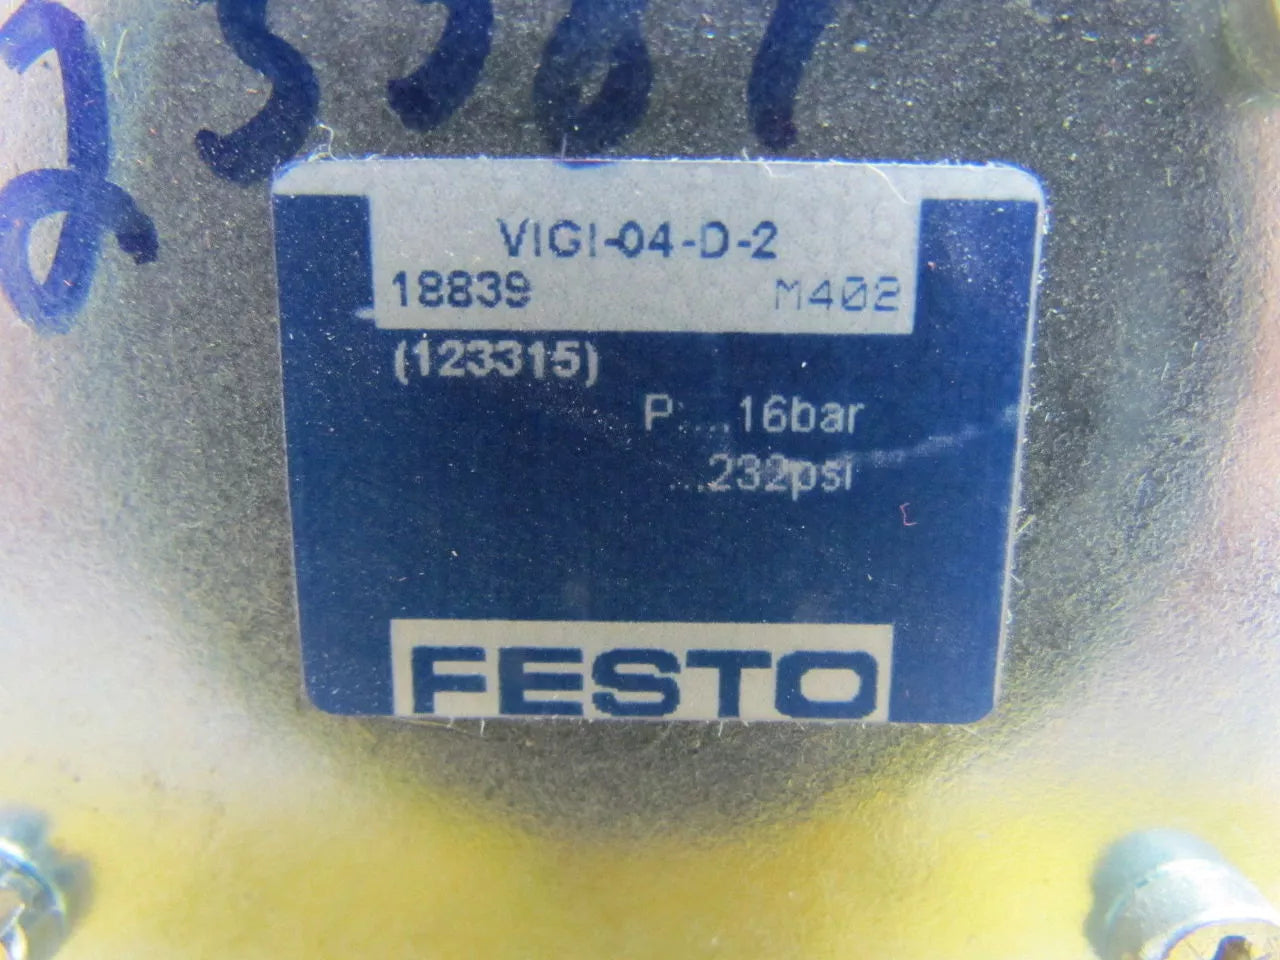 VIGI-04-D-2
18839 M402
(123315)
P....16bar
...232psi
FESTO